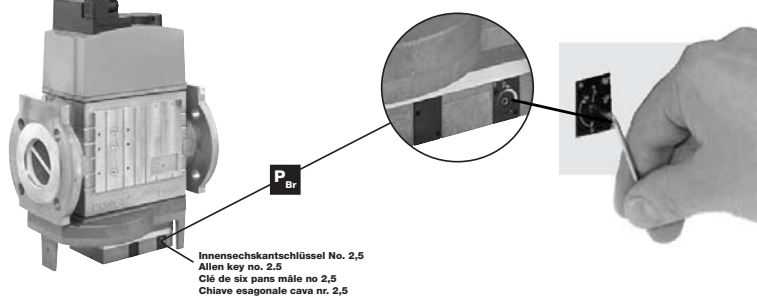 P Br
Innensechskantschlüssel No. 2,5
Allen key no. 2.5
Clé de six pans mâle no 2,5
Chiave esagonale cava nr. 2,5